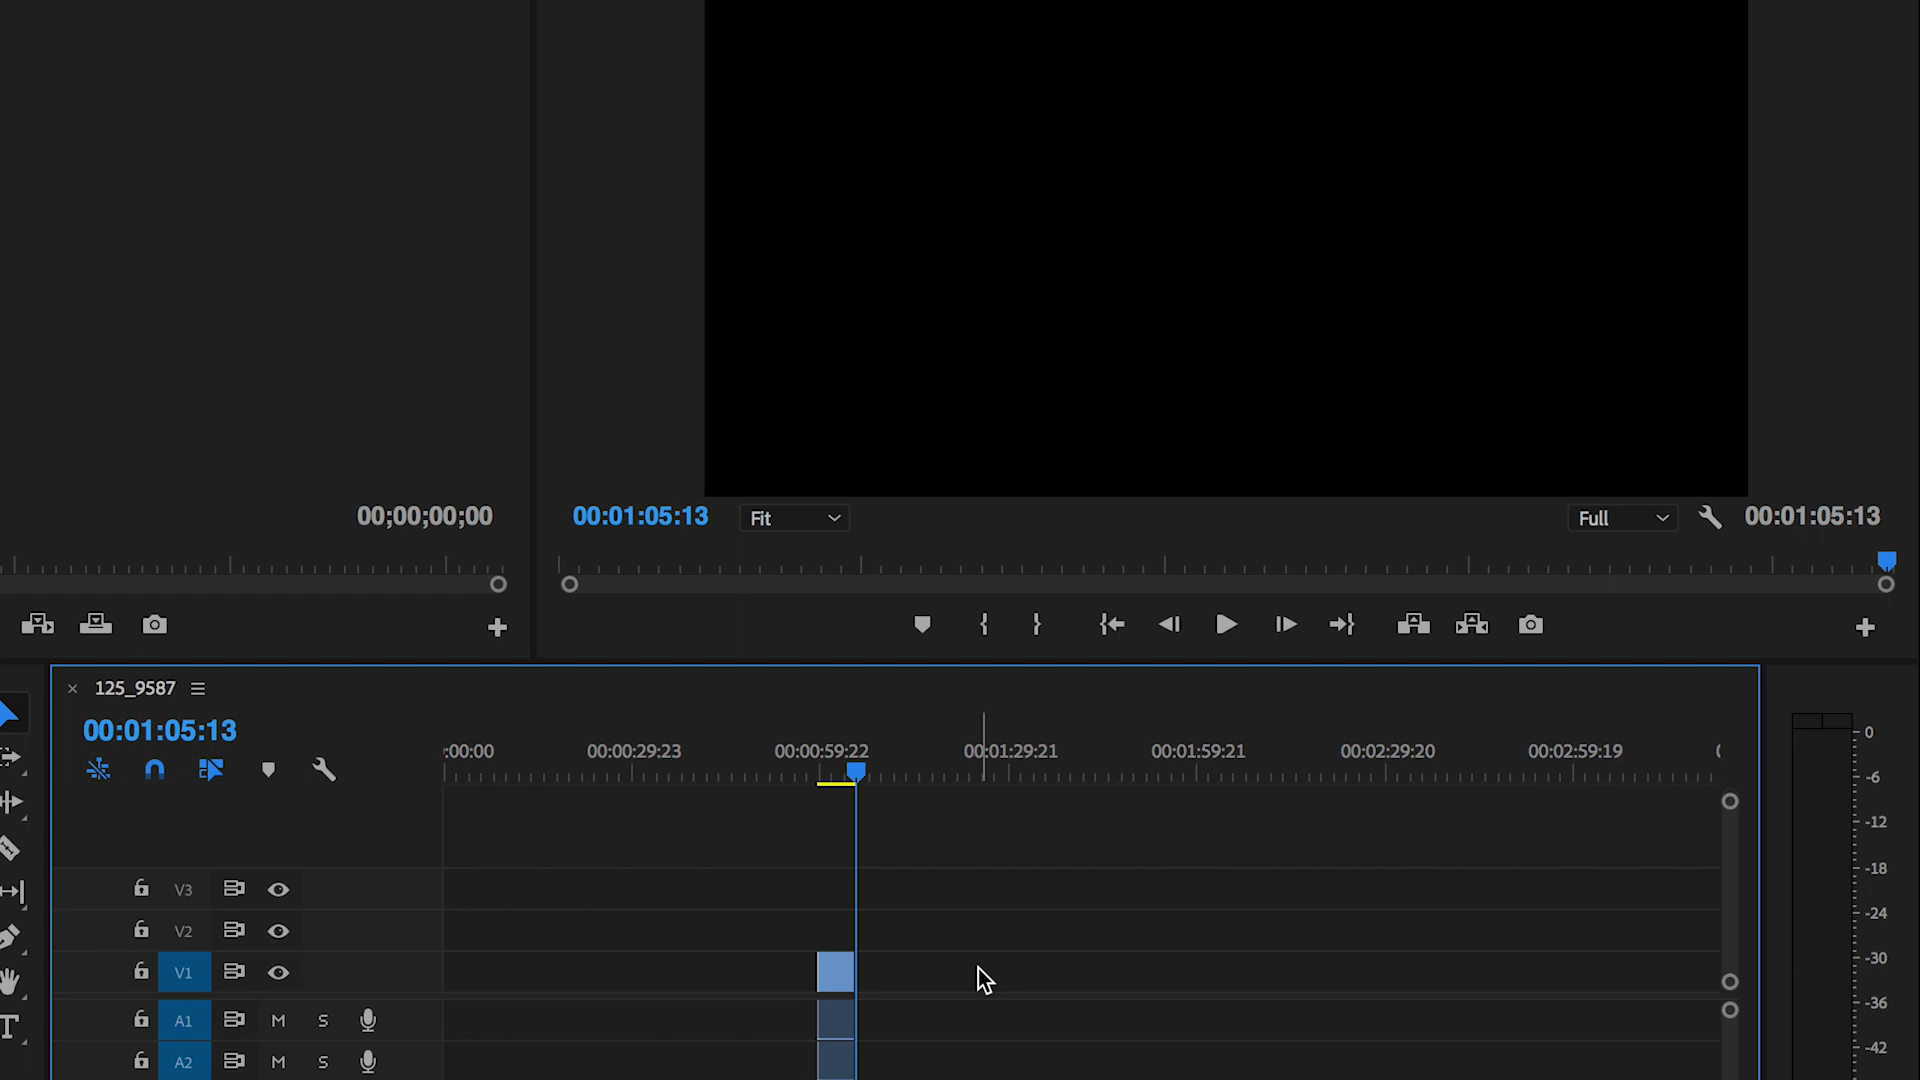 00;00;00;00
00:01:05:13 Fit Full 00:01:05:13
125_9587
00:01:05:13
:00:00 00:00:29:23 00:00:59:22 00:01:29:21 00:01:59:21 00:02:29:20 00:02:59:19
V3
V2
V1
A1 M S
A2 M S
0
-6
-12
-18
-24
-30
-36
-42